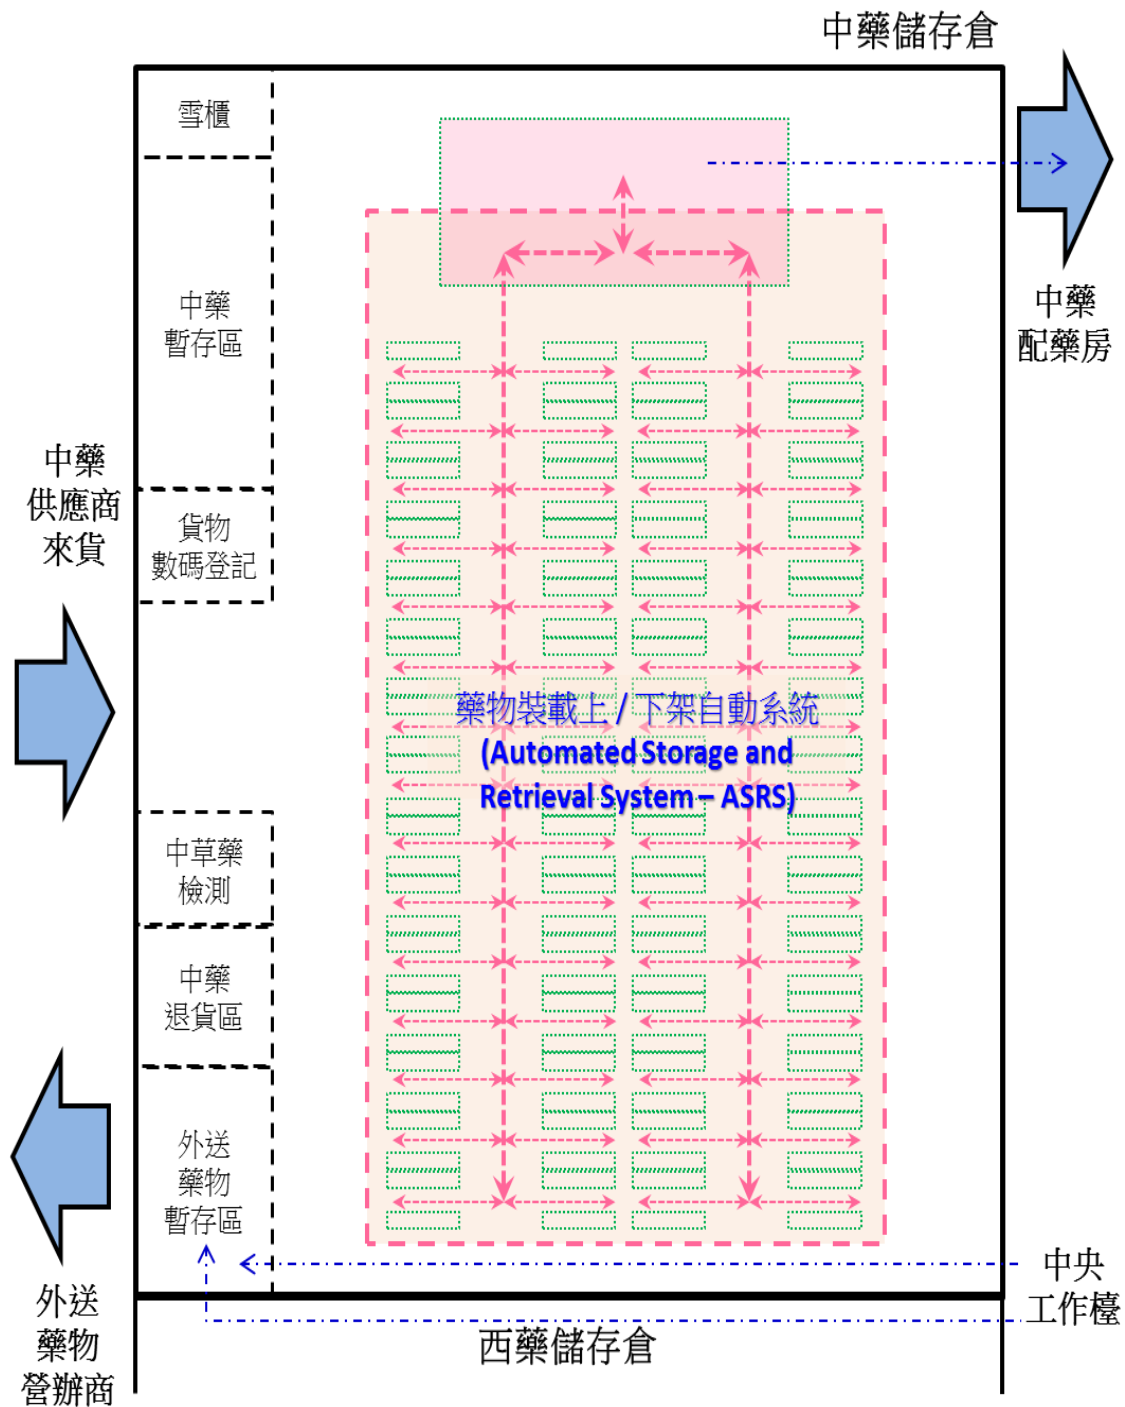 中藥儲存倉
雪櫃
中藥
暫存區
中藥
配藥房
中藥
供應商
來貨
貨物
數碼登記
藥物裝載上 / 下架自動系統
(Automated Storage and
Retrieval System – ASRS)
中草藥
檢測
中藥
退貨區
外送
藥物
暫存區
中央
工作檯
外送
藥物
營辦商
西藥儲存倉